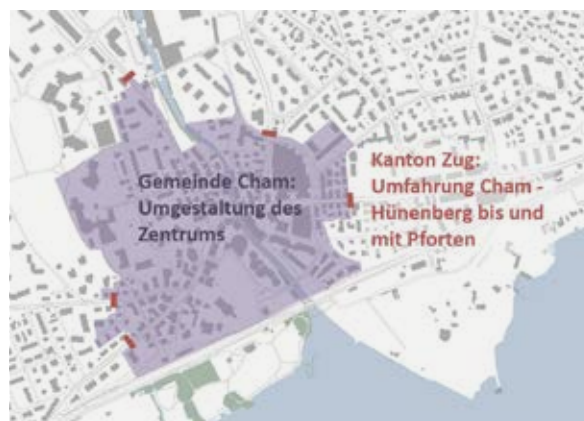 Gemeinde Cham:
Umgestaltung des
Zentrums
Kanton Zug:
Umfahrung Cham -
Hünenberg bis und
mit Pforten